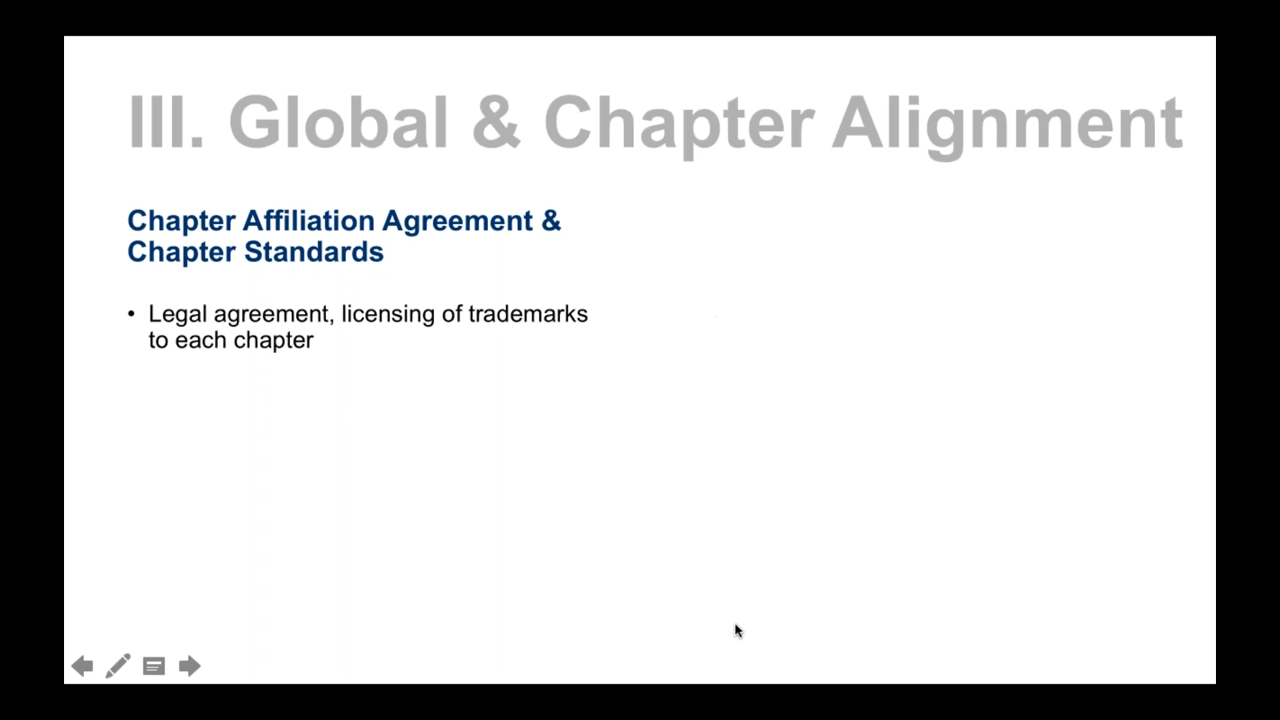 III. Global & Chapter Alignment
Chapter Affiliation Agreement &
Chapter Standards
• Legal agreement, licensing of trademarks
to each chapter